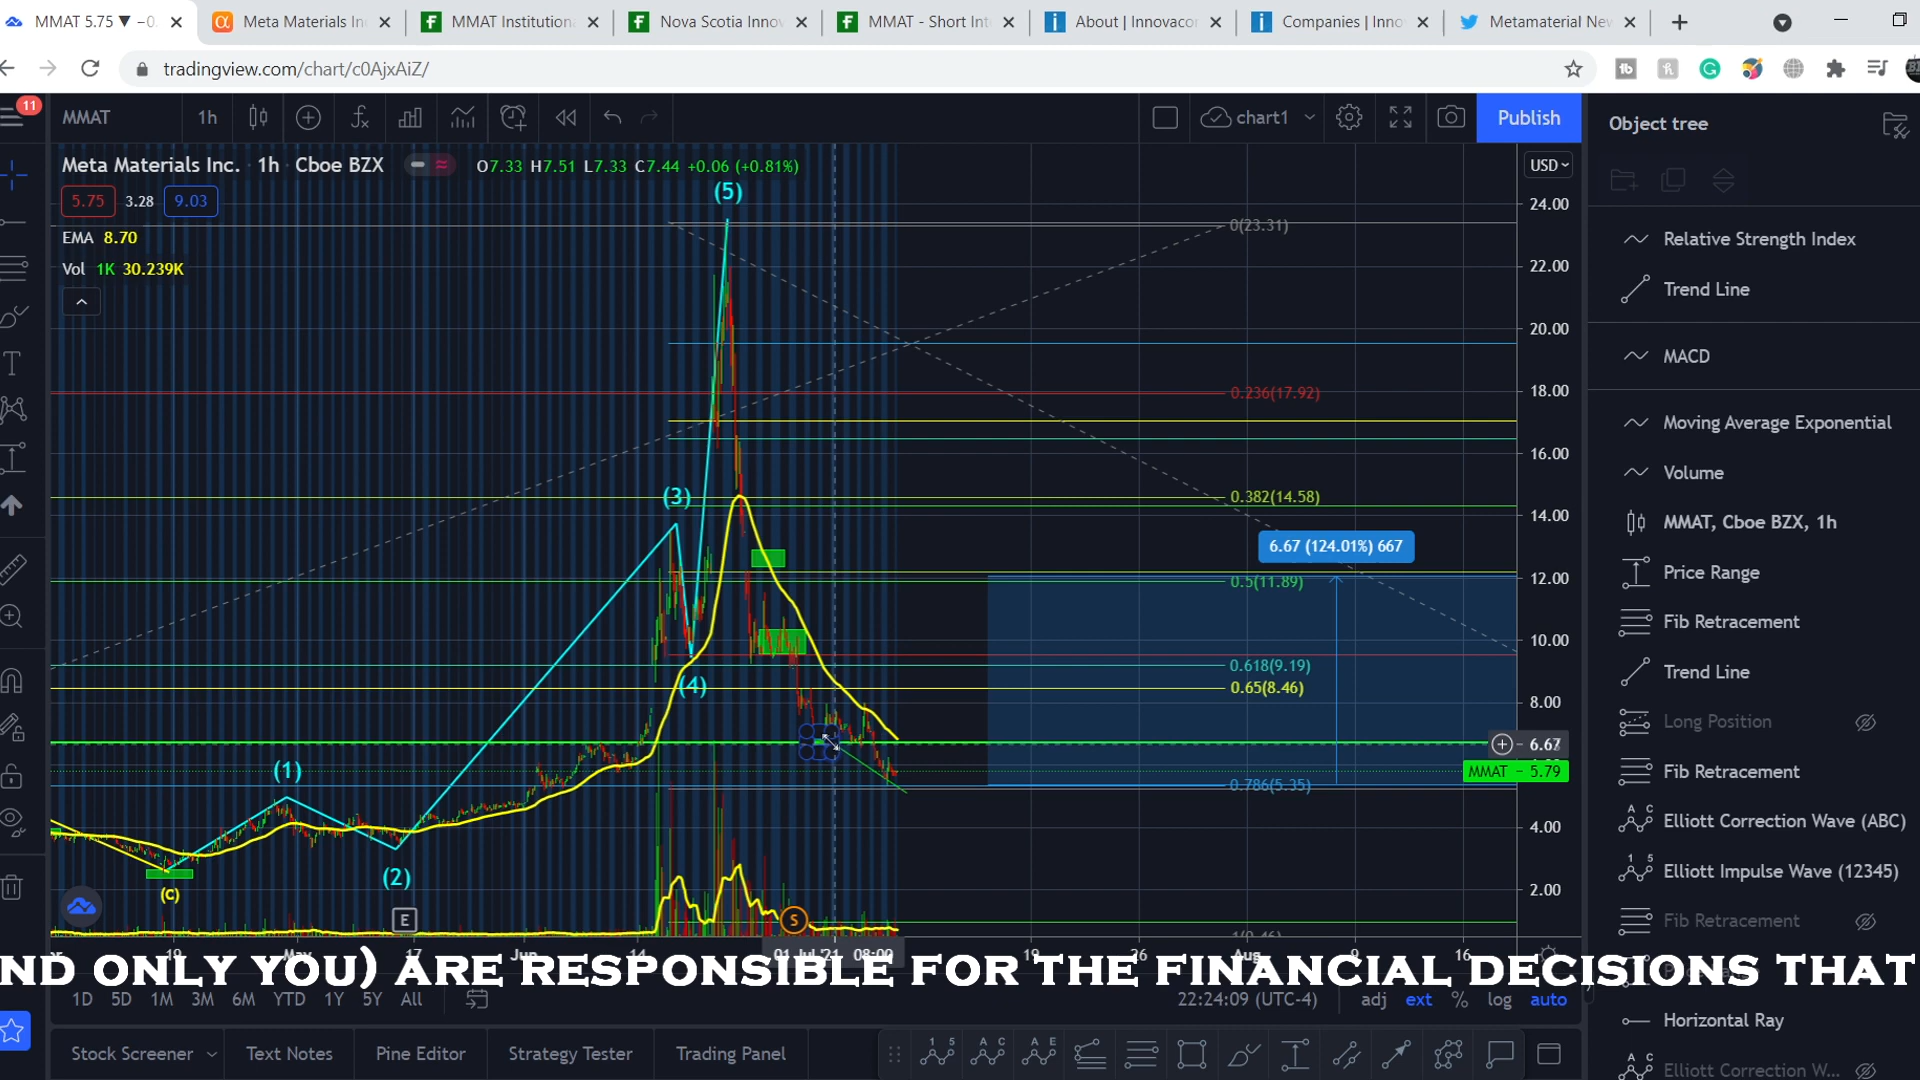 MMAT 5.75 ▼ −0.
Meta Materials In
MMAT Institutiona
Nova Scotia Innov
MMAT - Short Int
About | Innovacor
Companies | Inno
Metamaterial New
tradingview.com/chart/c0AjxAiZ/
11
MMAT 1h
chart1
Publish
Object tree
Meta Materials Inc. · 1h · Cboe BZX
O7.33 H7.51 L7.33 C7.44 +0.06 (+0.81%)
USD
5.75 3.28 9.03
EMA 8.70
Vol 1K 30.239K
(5)
(3)
(4)
(1)
(2)
(C)
0(23.31)
0.236(17.92)
0.382(14.58)
6.67 (124.01%) 667
0.5(11.89)
0.618(9.19)
0.65(8.46)
0.786(5.35)
24.00
22.00
20.00
18.00
16.00
14.00
12.00
10.00
8.00
6.67
MMAT − 5.79
4.00
2.00
E
S
Relative Strength Index
Trend Line
MACD
Moving Average Exponential
Volume
MMAT, Cboe BZX, 1h
Price Range
Fib Retracement
Trend Line
Long Position
Fib Retracement
Elliott Correction Wave (ABC)
Elliott Impulse Wave (12345)
Fib Retracement
Horizontal Ray
Elliott Correction W...
ND ONLY YOU) ARE RESPONSIBLE FOR THE FINANCIAL DECISIONS THAT
1D 5D 1M 3M 6M YTD 1Y 5Y All
22:24:09 (UTC-4)
adj ext % log auto
Stock Screener
Text Notes
Pine Editor
Strategy Tester
Trading Panel